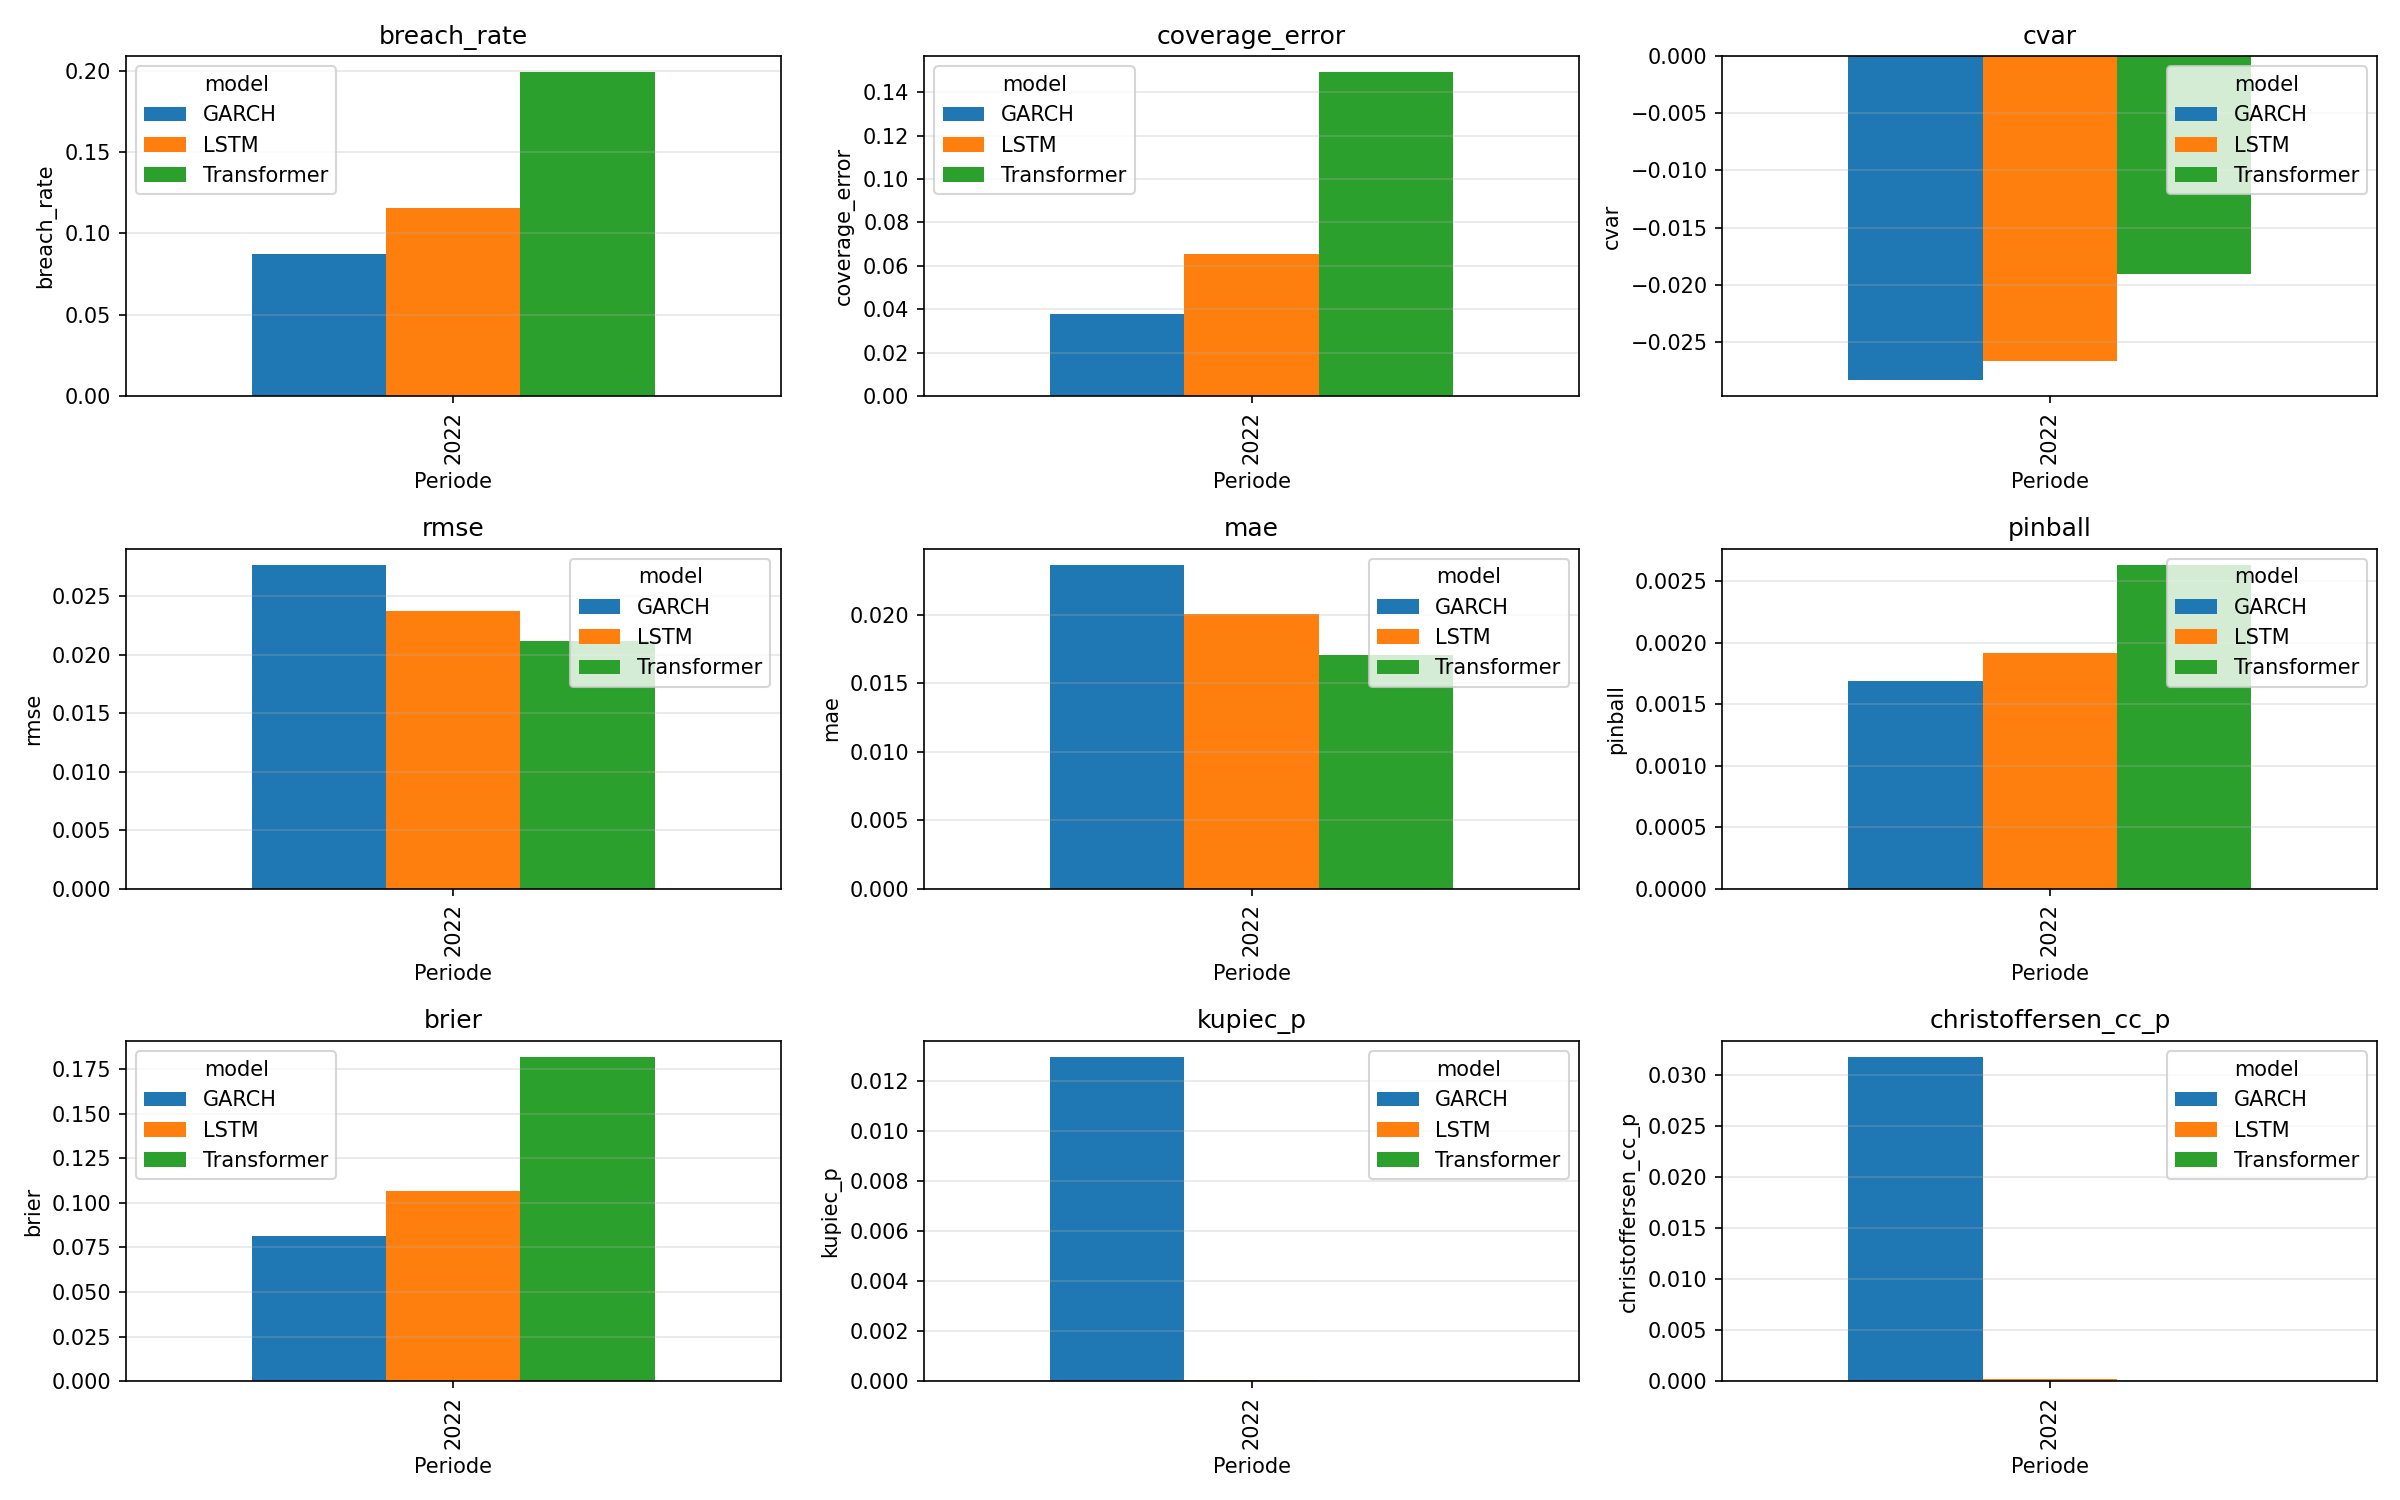 breach_rate
breach_rate
0.20
0.15
0.10
0.05
0.00
model
GARCH
LSTM
Transformer
2022
Periode
coverage_error
coverage_error
0.14
0.12
0.10
0.08
0.06
0.04
0.02
0.00
model
GARCH
LSTM
Transformer
2022
Periode
cvar
cvar
0.000
−0.005
−0.010
−0.015
−0.020
−0.025
model
GARCH
LSTM
Transformer
2022
Periode
rmse
rmse
0.025
0.020
0.015
0.010
0.005
0.000
model
GARCH
LSTM
Transformer
2022
Periode
mae
mae
0.020
0.015
0.010
0.005
0.000
model
GARCH
LSTM
Transformer
2022
Periode
pinball
pinball
0.0025
0.0020
0.0015
0.0010
0.0005
0.0000
model
GARCH
LSTM
Transformer
2022
Periode
brier
brier
0.175
0.150
0.125
0.100
0.075
0.050
0.025
0.000
model
GARCH
LSTM
Transformer
2022
Periode
kupiec_p
kupiec_p
0.012
0.010
0.008
0.006
0.004
0.002
0.000
model
GARCH
LSTM
Transformer
2022
Periode
christoffersen_cc_p
christoffersen_cc_p
0.030
0.025
0.020
0.015
0.010
0.005
0.000
model
GARCH
LSTM
Transformer
2022
Periode